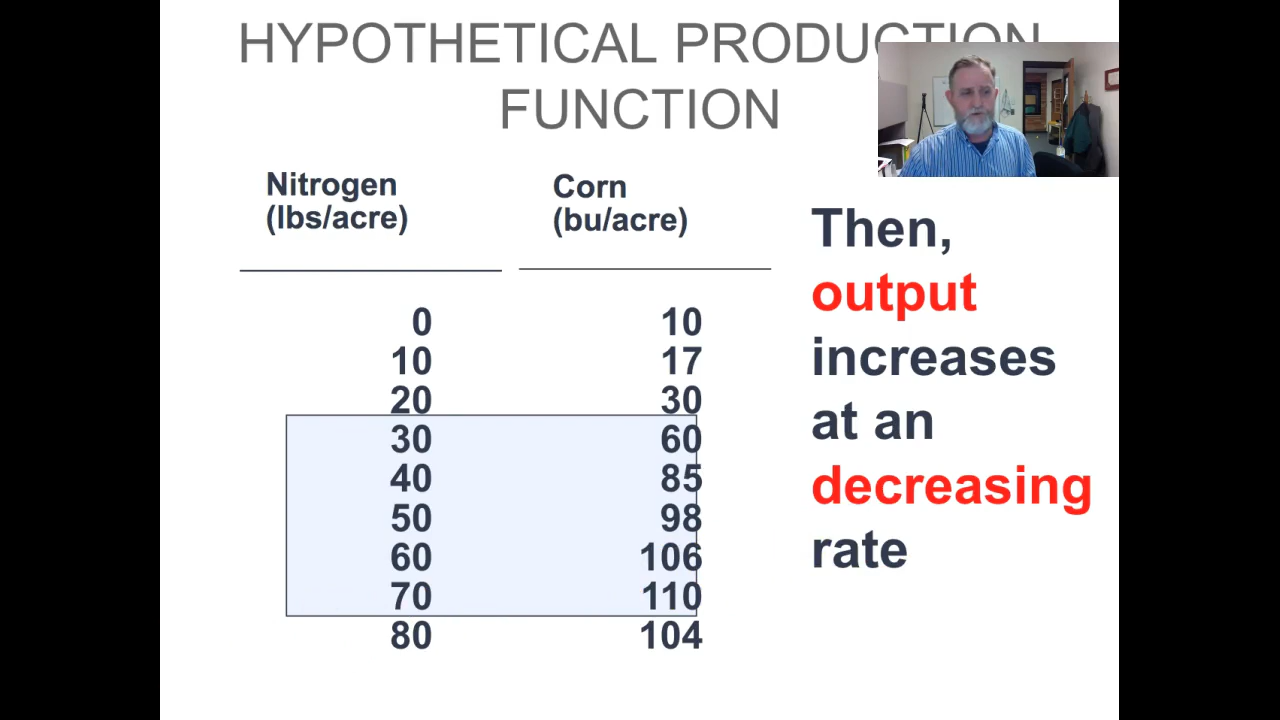 HYPOTHETICAL PRODUCTION
FUNCTION
Nitrogen
(lbs/acre)
Corn
(bu/acre)
0 10
10 17
20 30
30 60
40 85
50 98
60 106
70 110
80 104
Then,
output
increases
at an
decreasing
rate